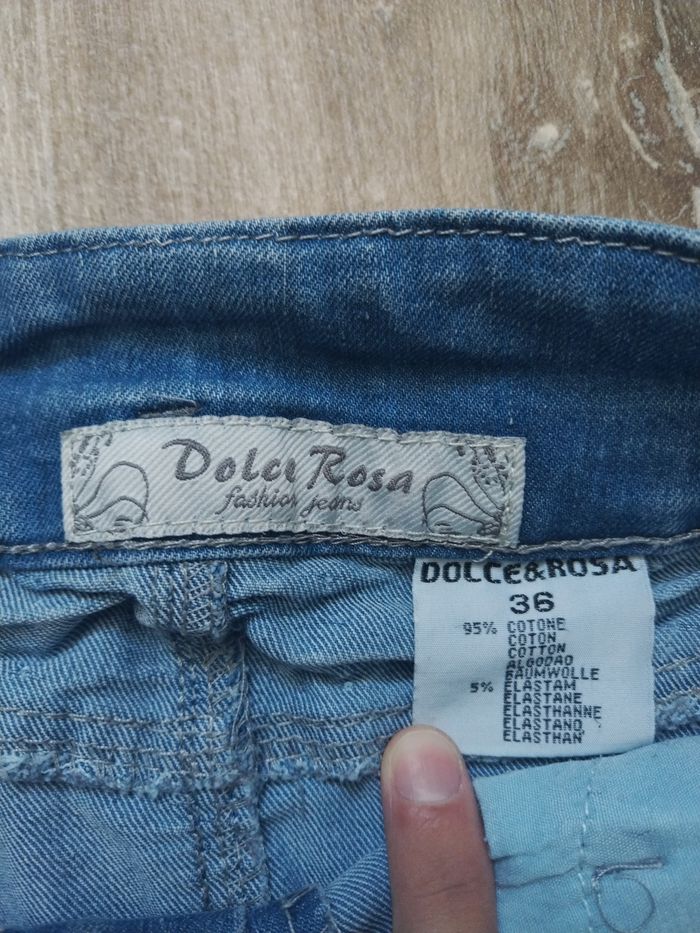 Dolce Rosa
fashion jeans
DOLCE&ROSA
36
95% COTONE
COTON
COTTON
ALGODAO
BAUMWOLLE
5% ELASTAM
ELASTANE
ELASTHANNE
ELASTANO
ELASTHAN